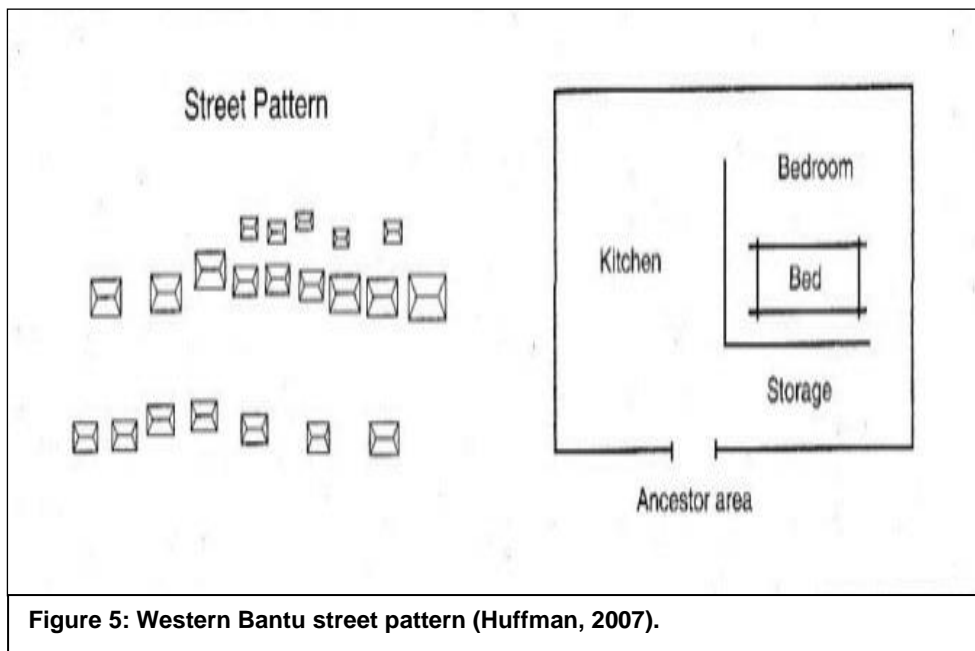 Street Pattern
Bedroom
Kitchen
Bed
Storage
Ancestor area
Figure 5: Western Bantu street pattern (Huffman, 2007).